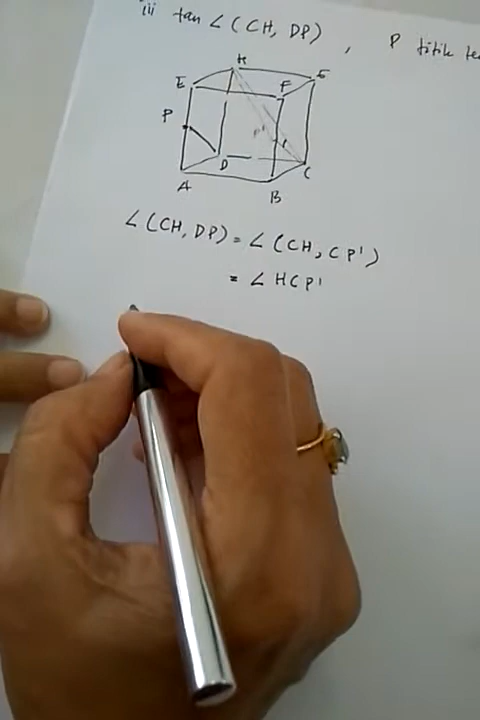 iii tan ∠(CH, DP), P titik
H
E
F
G
P
P'
D
C
A
B
∠(CH, DP) = ∠(CH, CP')
= ∠HCP'